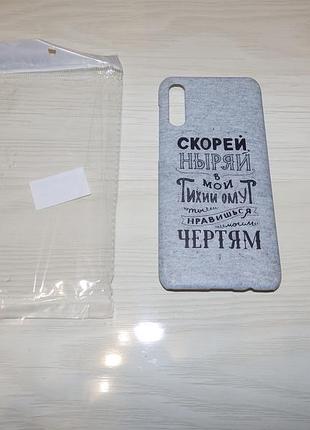 СКОРЕЙ
НЫРЯЙ
В
МОЙ
ТИХИЙ ОМУТ
ты
НРАВИШЬСЯ
моим
ЧЕРТЯМ